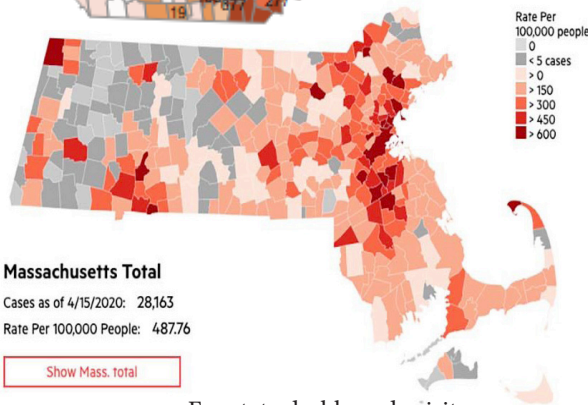 19
Rate Per
100,000 people
0
< 5 cases
> 0
> 150
> 300
> 450
> 600
Massachusetts Total
Cases as of 4/15/2020: 28,163
Rate Per 100,000 People: 487.76
Show Mass. total